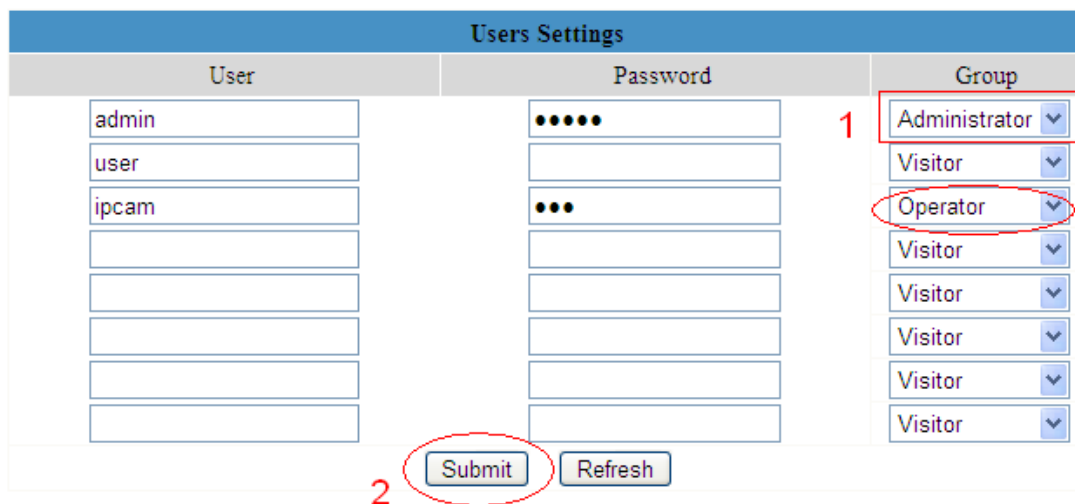 Users Settings
User Password Group
admin ●●●●● 1 Administrator
user Visitor
ipcam ●●● Operator
Visitor
Visitor
Visitor
Visitor
Visitor
2 Submit Refresh